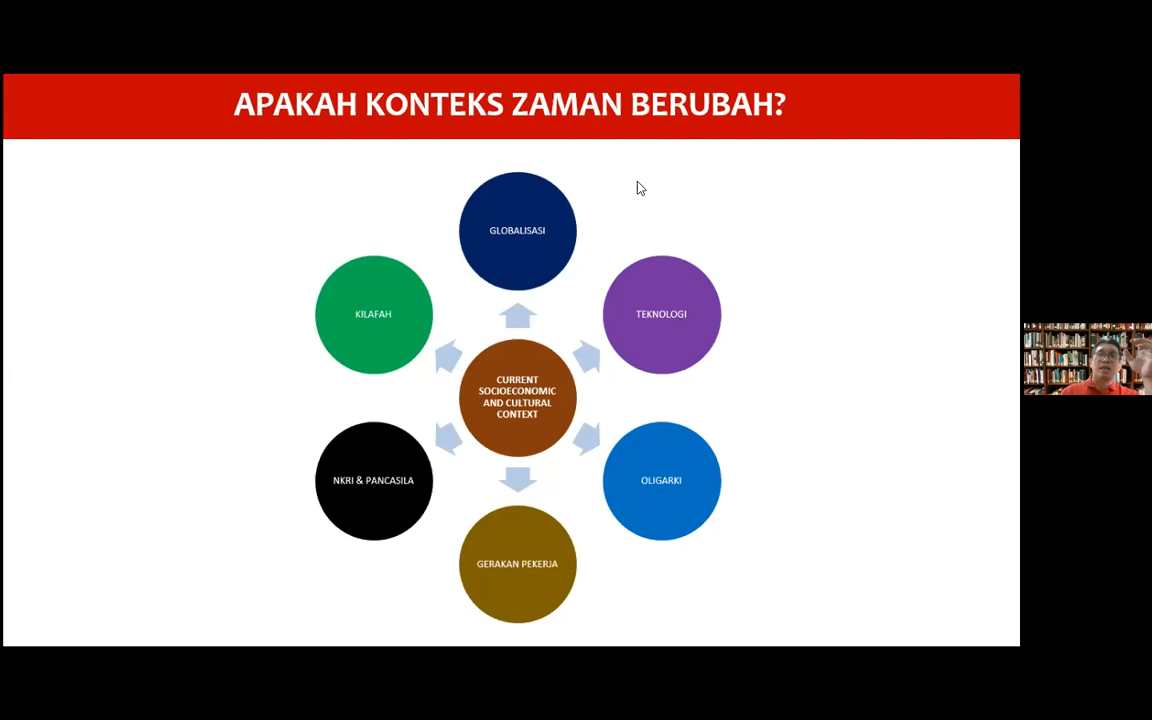 APAKAH KONTEKS ZAMAN BERUBAH?
GLOBALISASI
KILAFAH
TEKNOLOGI
CURRENT
SOCIOECONOMIC
AND CULTURAL
CONTEXT
NKRI & PANCASILA
OLIGARKI
GERAKAN PEKERJA